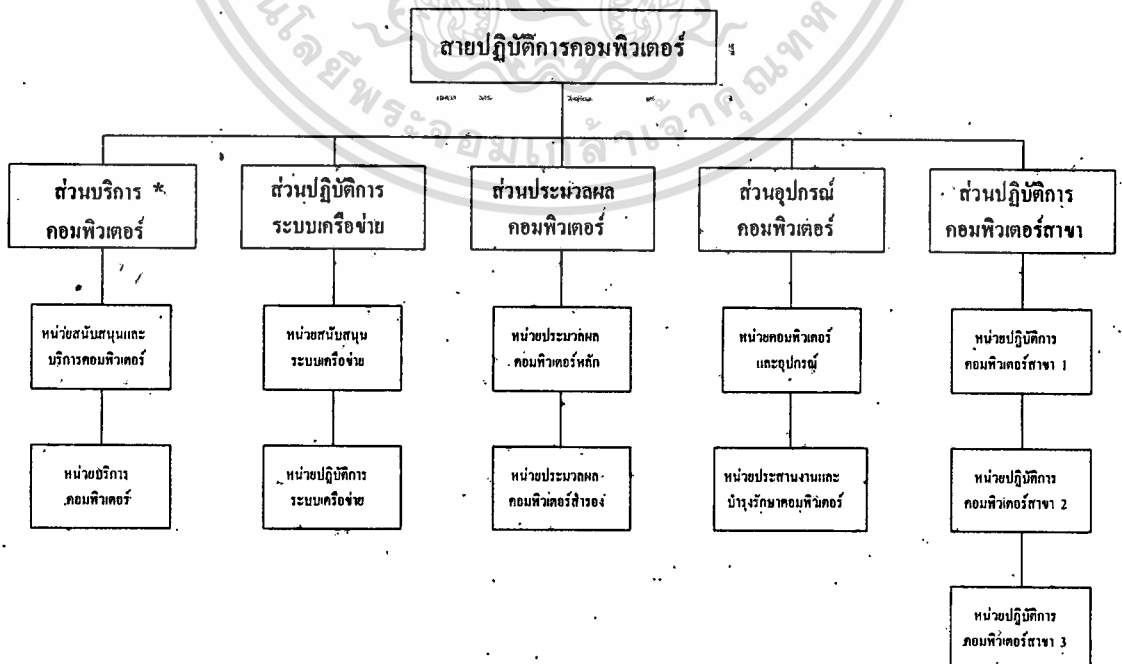 สายปฏิบัติการคอมพิวเตอร์
ส่วนบริการ *
คอมพิวเตอร์
ส่วนปฏิบัติการ
ระบบเครือข่าย
ส่วนประมวลผล
คอมพิวเตอร์
ส่วนอุปกรณ์
คอมพิวเตอร์
ส่วนปฏิบัติการ
คอมพิวเตอร์สาขา
หน่วยสนับสนุนและ
บริการคอมพิวเตอร์
หน่วยสนับสนุน
ระบบเครือข่าย
หน่วยประมวลผล
คอมพิวเตอร์หลัก
หน่วยคอมพิวเตอร์
และอุปกรณ์
หน่วยปฏิบัติการ
คอมพิวเตอร์สาขา 1
หน่วยบริการ
คอมพิวเตอร์
หน่วยปฏิบัติการ
ระบบเครือข่าย
หน่วยประมวลผล
คอมพิวเตอร์สำรอง
หน่วยประสานงานและ
บำรุงรักษาคอมพิวเตอร์
หน่วยปฏิบัติการ
คอมพิวเตอร์สาขา 2
หน่วยปฏิบัติการ
คอมพิวเตอร์สาขา 3